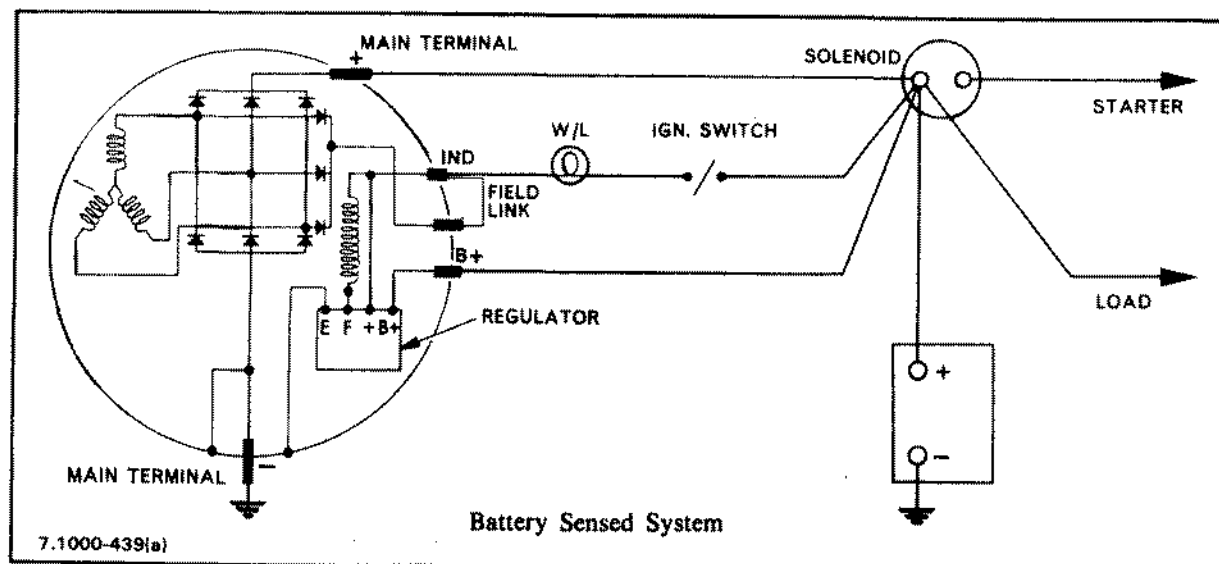 MAIN TERMINAL
+
SOLENOID
STARTER
W/L
IGN. SWITCH
IND
FIELD
LINK
B+
LOAD
REGULATOR
E F + B+
+
−
MAIN TERMINAL
−
Battery Sensed System
7.1000-439(a)